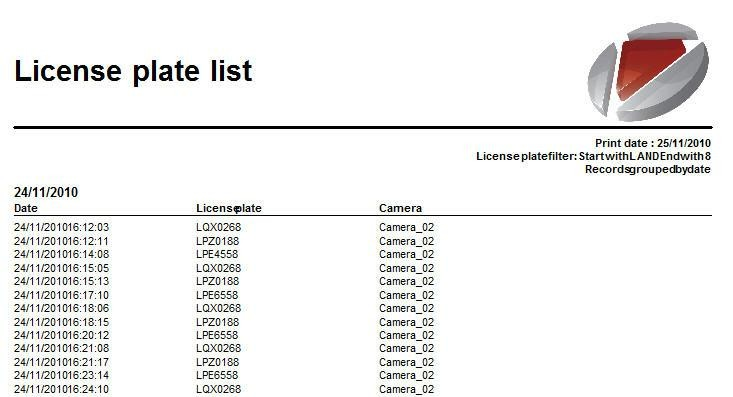 License plate list
Print date : 25/11/2010
Licenseplatefilter:StartwithLANDEndwith8
Recordsgroupedbydate
24/11/2010
Date Licenseplate Camera
24/11/201016:12:03 LQX0268 Camera_02
24/11/201016:12:11 LPZ0188 Camera_02
24/11/201016:14:08 LPE4558 Camera_02
24/11/201016:15:05 LQX0268 Camera_02
24/11/201016:15:13 LPZ0188 Camera_02
24/11/201016:17:10 LPE6558 Camera_02
24/11/201016:18:06 LQX0268 Camera_02
24/11/201016:18:15 LPZ0188 Camera_02
24/11/201016:20:12 LPE6558 Camera_02
24/11/201016:21:08 LQX0268 Camera_02
24/11/201016:21:17 LPZ0188 Camera_02
24/11/201016:23:14 LPE6558 Camera_02
24/11/201016:24:10 LQX0268 Camera_02